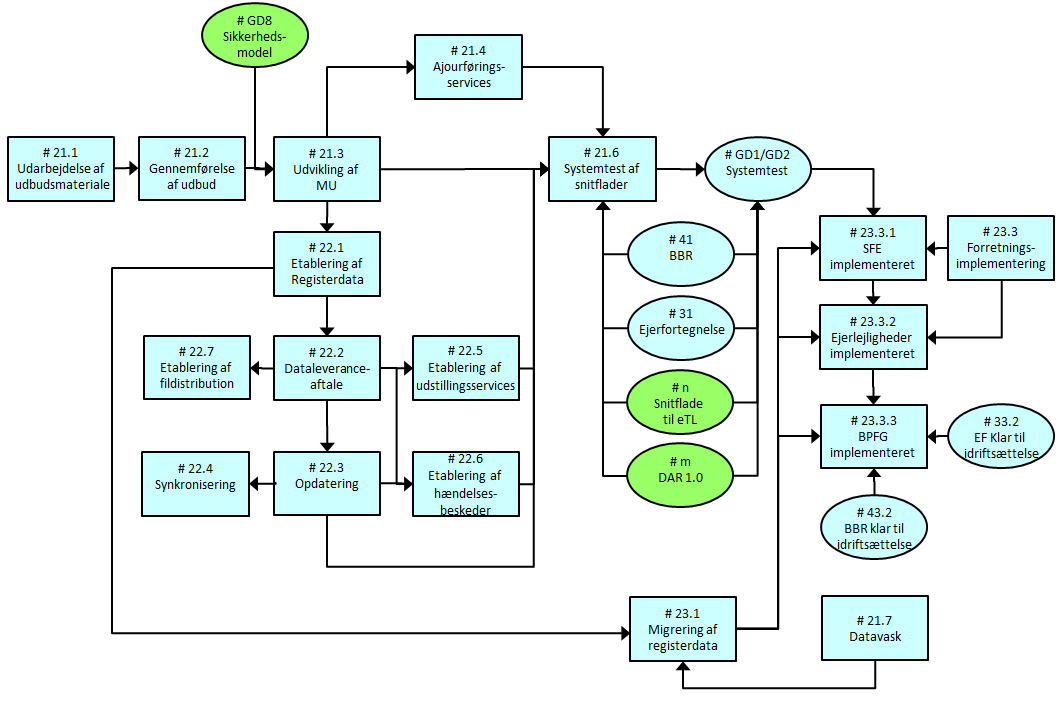 # GD8
Sikkerheds-
model
# 21.4
Ajourførings-
services
# 21.1
Udarbejdelse af
udbudsmateriale
# 21.2
Gennemførelse
af udbud
# 21.3
Udvikling af
MU
# 21.6
Systemtest af
snitflader
# GD1/GD2
Systemtest
# 22.1
Etablering af
Registerdata
# 41
BBR
# 23.3.1
SFE
implementeret
# 23.3
Forretnings-
implementering
# 31
Ejerfortegnelse
# 23.3.2
Ejerlejligheder
implementeret
# 22.7
Etablering af
fildistribution
# 22.2
Dataleverance-
aftale
# 22.5
Etablering af
udstillingsservices
# n
Snitflade
til eTL
# 23.3.3
BPFG
implementeret
# 33.2
EF Klar til
idriftsættelse
# 22.4
Synkronisering
# 22.3
Opdatering
# 22.6
Etablering af
hændelses-
beskeder
# m
DAR 1.0
# 43.2
BBR klar til
idriftsættelse
# 23.1
Migrering af
registerdata
# 21.7
Datavask